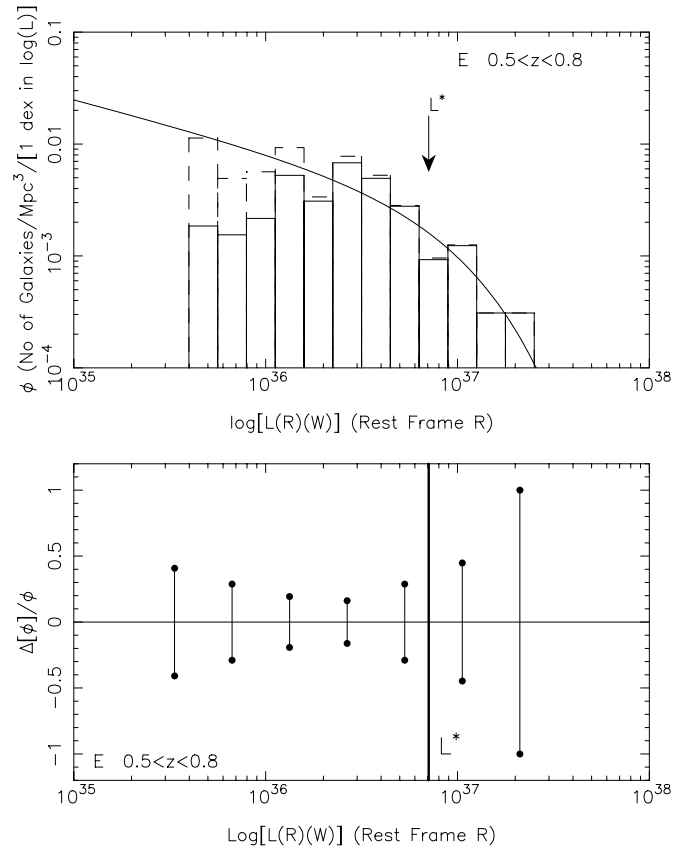 0.1
E 0.5<z<0.8
L*
0.01
10⁻³
10⁻⁴
φ (No of Galaxies/Mpc³/[1 dex in log(L)]
10³⁵ 10³⁶ 10³⁷ 10³⁸
log[L(R)(W)] (Rest Frame R)
1
0.5
0
−0.5
−1
Δ[φ]/φ
L*
E 0.5<z<0.8
10³⁵ 10³⁶ 10³⁷ 10³⁸
Log[L(R)(W)] (Rest Frame R)